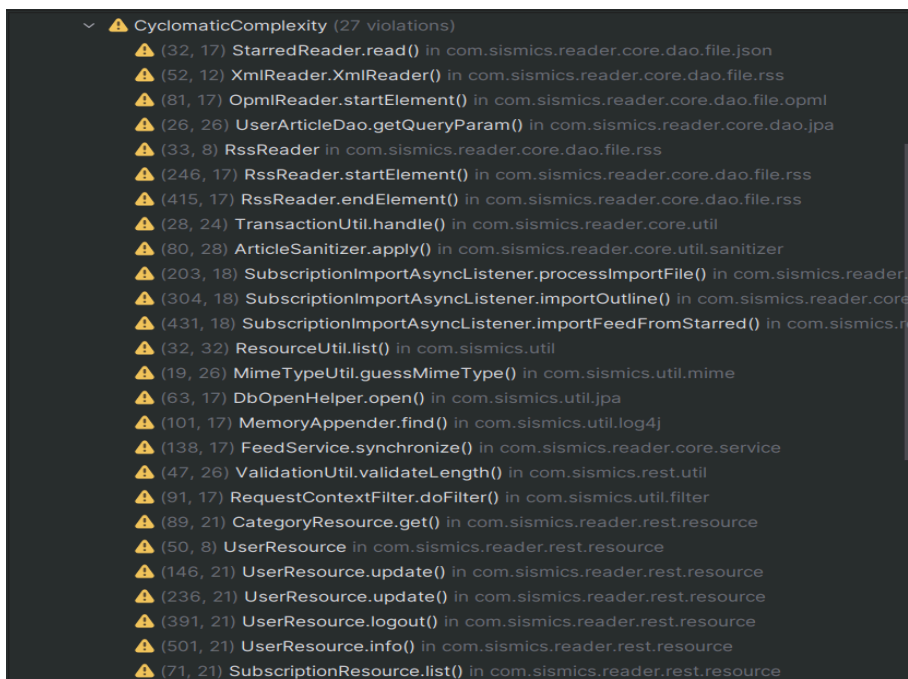 CyclomaticComplexity (27 violations)
(32, 17) StarredReader.read() in com.sismics.reader.core.dao.file.json
(52, 12) XmlReader.XmlReader() in com.sismics.reader.core.dao.file.rss
(81, 17) OpmlReader.startElement() in com.sismics.reader.core.dao.file.opml
(26, 26) UserArticleDao.getQueryParam() in com.sismics.reader.core.dao.jpa
(33, 8) RssReader in com.sismics.reader.core.dao.file.rss
(246, 17) RssReader.startElement() in com.sismics.reader.core.dao.file.rss
(415, 17) RssReader.endElement() in com.sismics.reader.core.dao.file.rss
(28, 24) TransactionUtil.handle() in com.sismics.reader.core.util
(80, 28) ArticleSanitizer.apply() in com.sismics.reader.core.util.sanitizer
(203, 18) SubscriptionImportAsyncListener.processImportFile() in com.sismics.reader.
(304, 18) SubscriptionImportAsyncListener.importOutline() in com.sismics.reader.core
(431, 18) SubscriptionImportAsyncListener.importFeedFromStarred() in com.sismics.r
(32, 32) ResourceUtil.list() in com.sismics.util
(19, 26) MimeTypeUtil.guessMimeType() in com.sismics.util.mime
(63, 17) DbOpenHelper.open() in com.sismics.util.jpa
(101, 17) MemoryAppender.find() in com.sismics.util.log4j
(138, 17) FeedService.synchronize() in com.sismics.reader.core.service
(47, 26) ValidationUtil.validateLength() in com.sismics.rest.util
(91, 17) RequestContextFilter.doFilter() in com.sismics.util.filter
(89, 21) CategoryResource.get() in com.sismics.reader.rest.resource
(50, 8) UserResource in com.sismics.reader.rest.resource
(146, 21) UserResource.update() in com.sismics.reader.rest.resource
(236, 21) UserResource.update() in com.sismics.reader.rest.resource
(391, 21) UserResource.logout() in com.sismics.reader.rest.resource
(501, 21) UserResource.info() in com.sismics.reader.rest.resource
(71, 21) SubscriptionResource.list() in com.sismics.reader.rest.resource